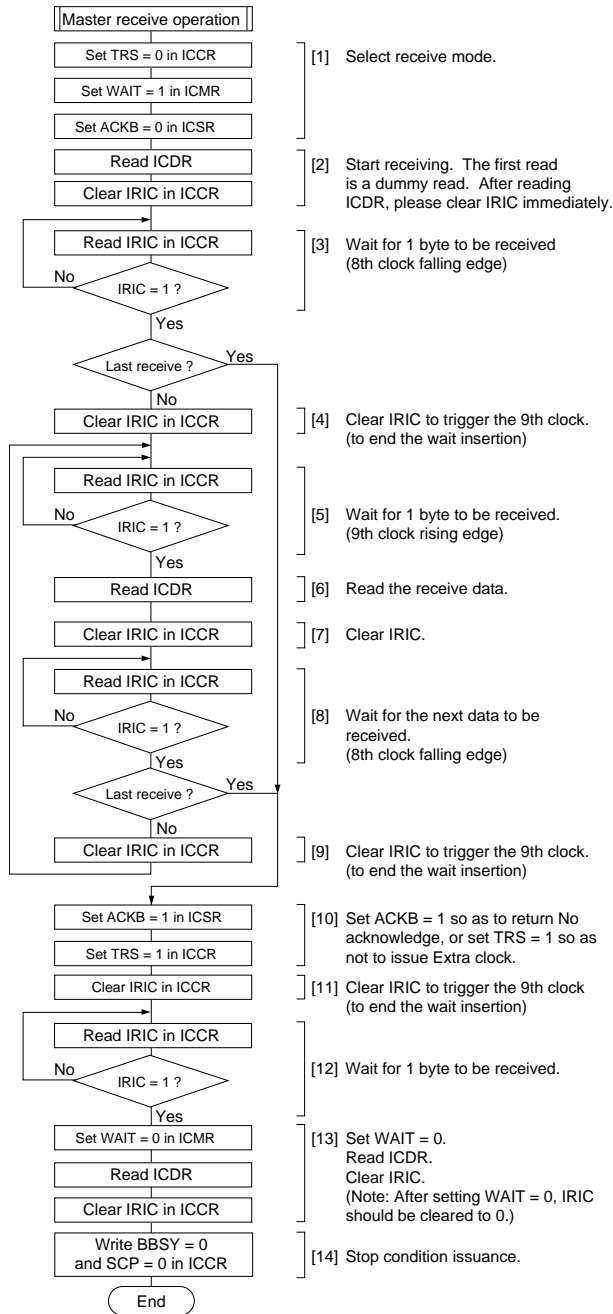 Master receive operation
Set TRS = 0 in ICCR
[1] Select receive mode.
Set WAIT = 1 in ICMR
Set ACKB = 0 in ICSR
Read ICDR
[2] Start receiving. The first read
is a dummy read. After reading
ICDR, please clear IRIC immediately.
Clear IRIC in ICCR
Read IRIC in ICCR
[3] Wait for 1 byte to be received
(8th clock falling edge)
No
IRIC = 1 ?
Yes
Last receive ?
Yes
No
Clear IRIC in ICCR
[4] Clear IRIC to trigger the 9th clock.
(to end the wait insertion)
Read IRIC in ICCR
No
IRIC = 1 ?
[5] Wait for 1 byte to be received.
(9th clock rising edge)
Yes
Read ICDR
[6] Read the receive data.
Clear IRIC in ICCR
[7] Clear IRIC.
Read IRIC in ICCR
No
IRIC = 1 ?
[8] Wait for the next data to be
received.
(8th clock falling edge)
Yes
Last receive ?
Yes
No
Clear IRIC in ICCR
[9] Clear IRIC to trigger the 9th clock.
(to end the wait insertion)
Set ACKB = 1 in ICSR
[10] Set ACKB = 1 so as to return No
acknowledge, or set TRS = 1 so as
not to issue Extra clock.
Set TRS = 1 in ICCR
Clear IRIC in ICCR
[11] Clear IRIC to trigger the 9th clock
(to end the wait insertion)
Read IRIC in ICCR
[12] Wait for 1 byte to be received.
No
IRIC = 1 ?
Yes
Set WAIT = 0 in ICMR
[13] Set WAIT = 0.
Read ICDR.
Clear IRIC.
(Note: After setting WAIT = 0, IRIC
should be cleared to 0.)
Read ICDR
Clear IRIC in ICCR
Write BBSY = 0
and SCP = 0 in ICCR
[14] Stop condition issuance.
End